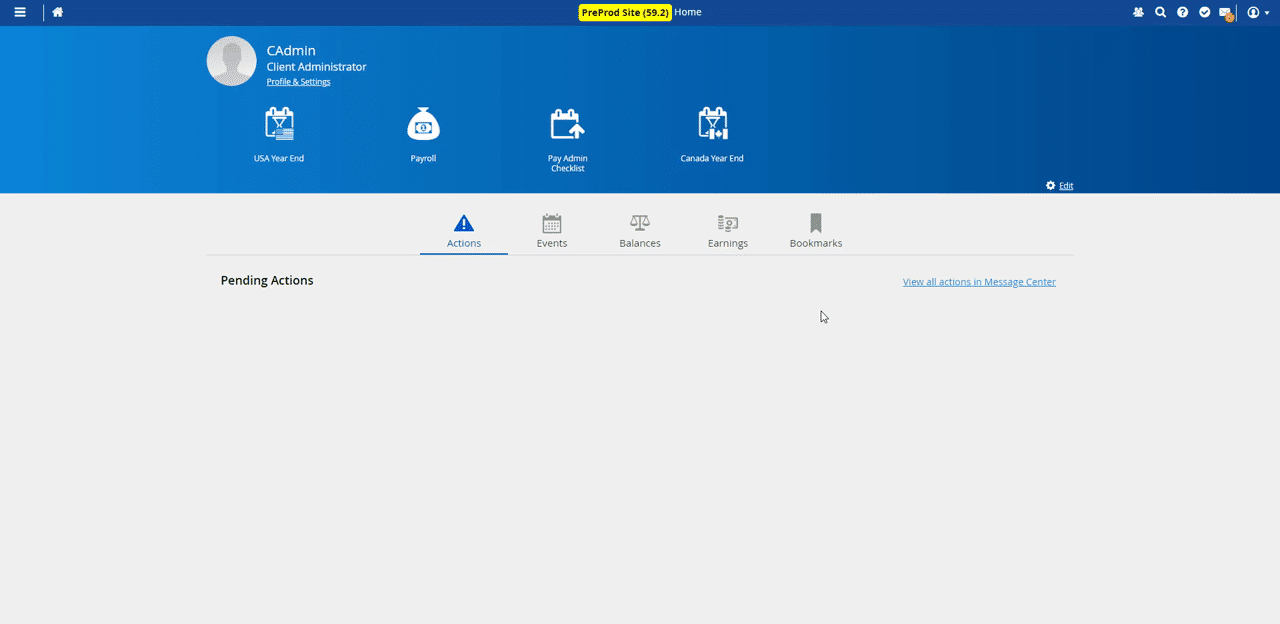 PreProd Site (59.2) Home
CAdmin
Client Administrator
Profile & Settings
USA Year End
Payroll
Pay Admin
Checklist
Canada Year End
Edit
Actions
Events
Balances
Earnings
Bookmarks
Pending Actions
View all actions in Message Center